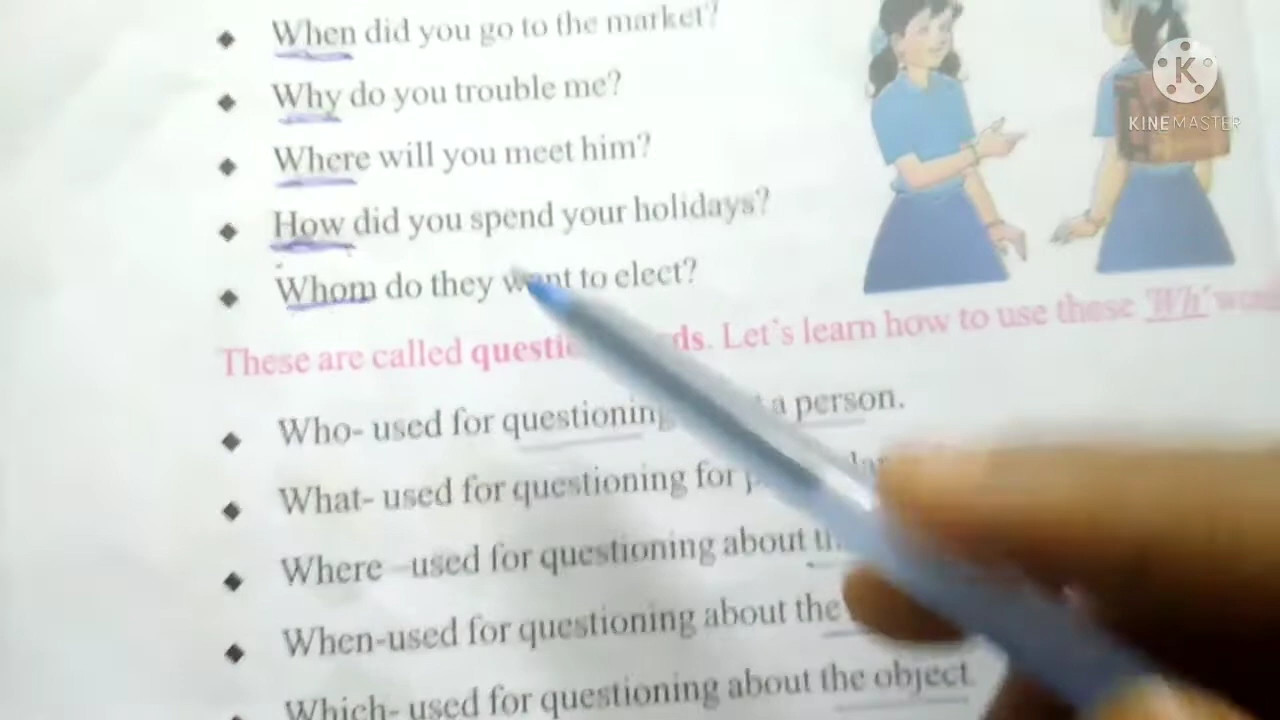 When did you go to the market?
Why do you trouble me?
Where will you meet him?
How did you spend your holidays?
Whom do they want to elect?
These are called . Let's learn how to use these 'Wh'
Who- used for questioning a person.
What- used for questioning for
Where -used for questioning about
When-used for questioning about the
Which- used for questioning about the object
K
KINEMASTER